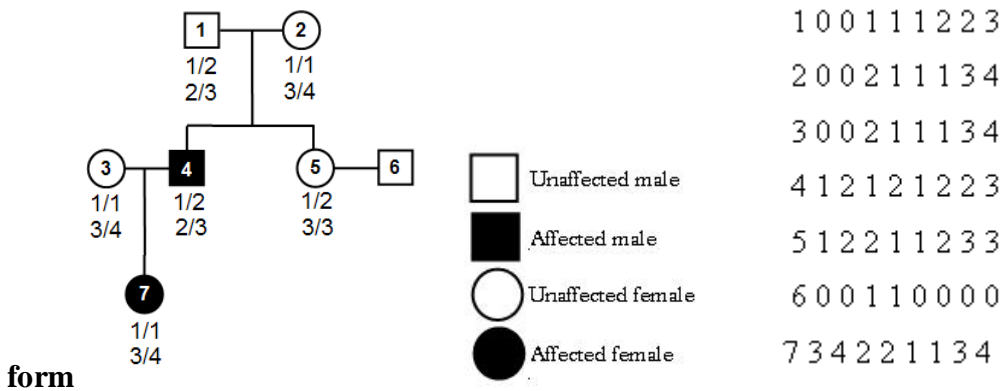 1 2
1/2 1/1
2/3 3/4
3 4 5 6
1/1 1/2 1/2
3/4 2/3 3/3
7
1/1
3/4
form
Unaffected male
Affected male
Unaffected female
Affected female
1 0 0 1 1 1 2 2 3
2 0 0 2 1 1 1 3 4
3 0 0 2 1 1 1 3 4
4 1 2 1 2 1 2 2 3
5 1 2 2 1 1 2 3 3
6 0 0 1 1 0 0 0 0
7 3 4 2 2 1 1 3 4